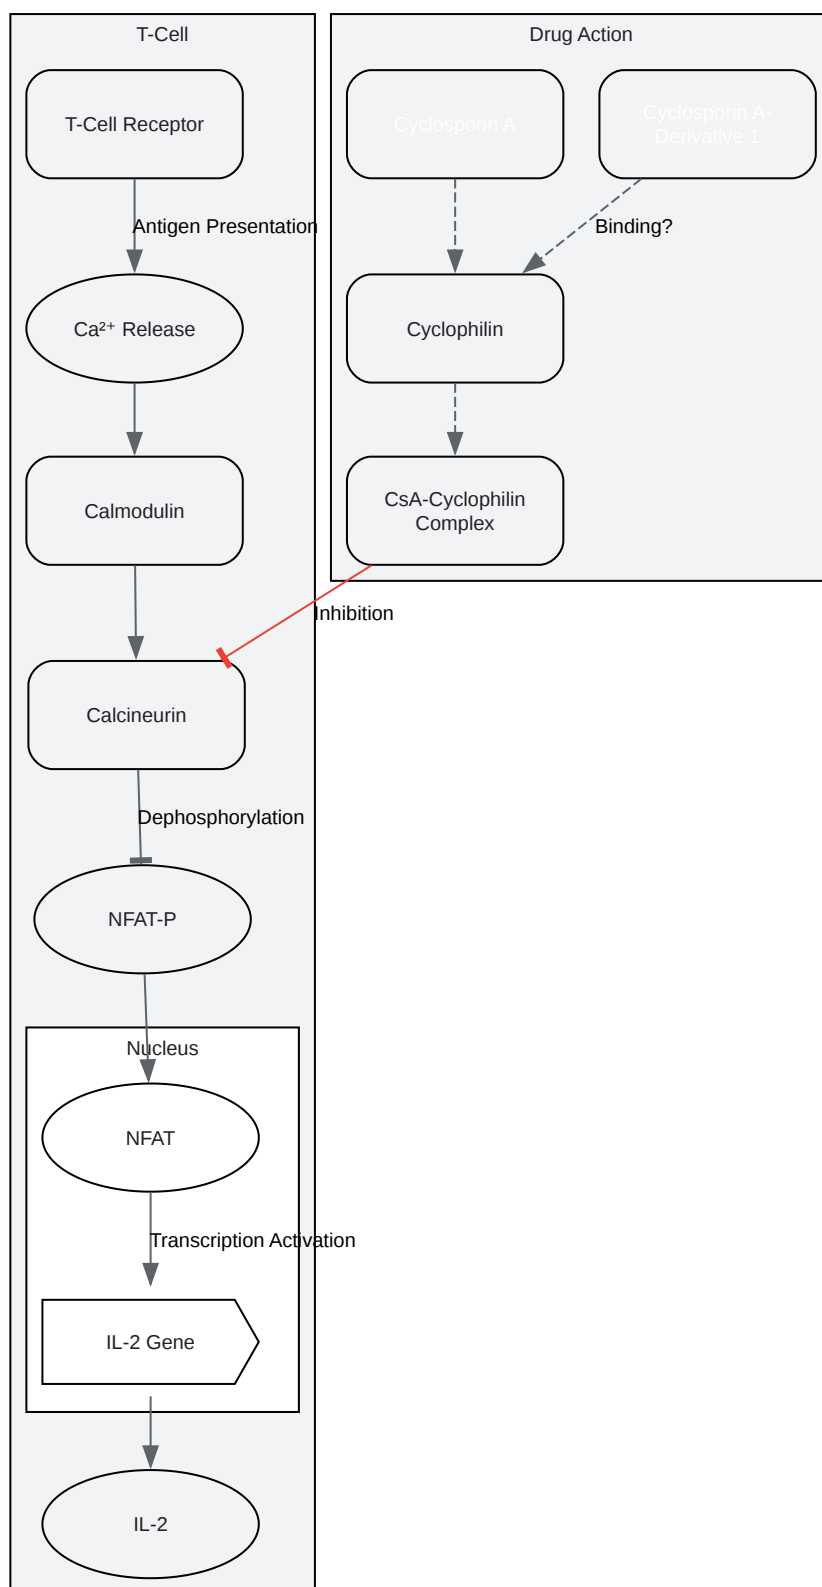 T-Cell
T-Cell Receptor
Antigen Presentation
Ca²⁺ Release
Calmodulin
Calcineurin
Dephosphorylation
NFAT-P
Nucleus
NFAT
Transcription Activation
IL-2 Gene
IL-2
Drug Action
Cyclosporin A
Cyclosporin A-
Derivative 1
Binding?
Cyclophilin
CsA-Cyclophilin
Complex
Inhibition